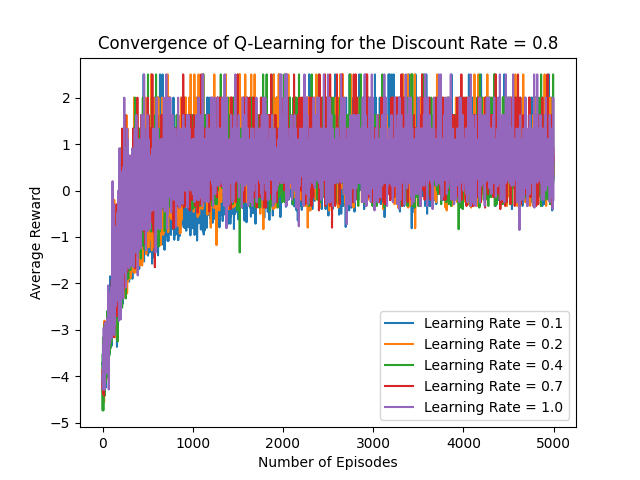 Convergence of Q-Learning for the Discount Rate = 0.8
Average Reward
2
1
0
−1
−2
−3
−4
−5
Learning Rate = 0.1
Learning Rate = 0.2
Learning Rate = 0.4
Learning Rate = 0.7
Learning Rate = 1.0
0 1000 2000 3000 4000 5000
Number of Episodes